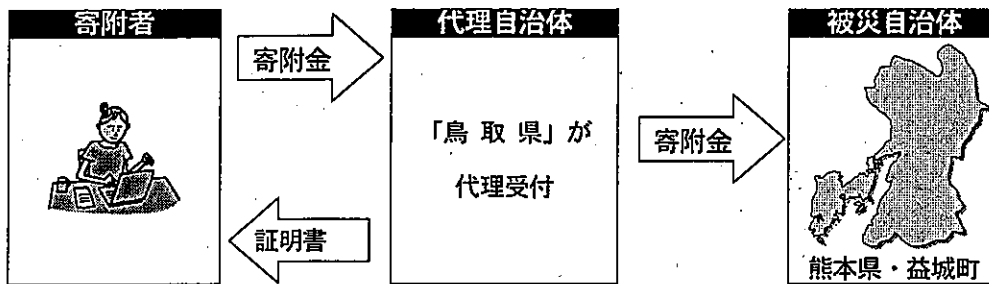 寄附者
寄附金
代理自治体
「鳥取県」が
代理受付
証明書
寄附金
被災自治体
熊本県・益城町